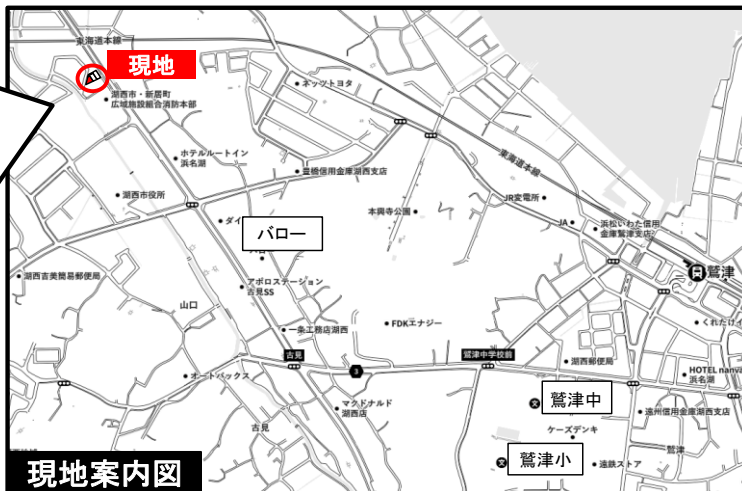 東海道本線
現地
湖西市・新居町
広域施設組合消防本部
ネッツトヨタ
ホテルルートイン
浜名湖
豊橋信用金庫湖西支店
東海道本線
湖西市役所
本興寺公園
JR変電所
JA
浜松いわた信用
金庫鷲津支店
ダイ
バロー
鷲津
湖西吉美簡易郵便局
アポロステーション
古見SS
山口
一条工務店湖西
FDKエナジー
くれたけイ
古見
鷲津中学校前
湖西郵便局
3
オートバックス
HOTEL nanva
浜名湖
マクドナルド
湖西店
鷲津中
遠州信用金庫湖西支店
古見
ケーズデンキ
鷲津
鷲津小
遠鉄ストア
現地案内図